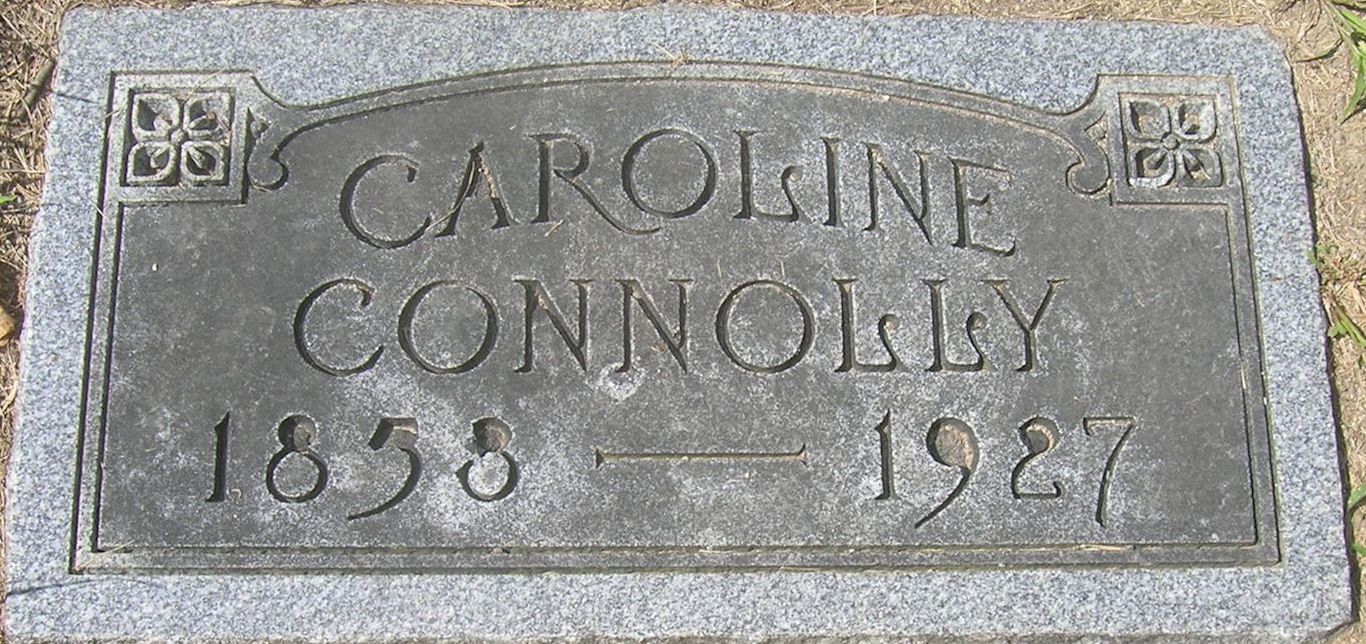 CAROLINE
CONNOLLY
1858 — 1927